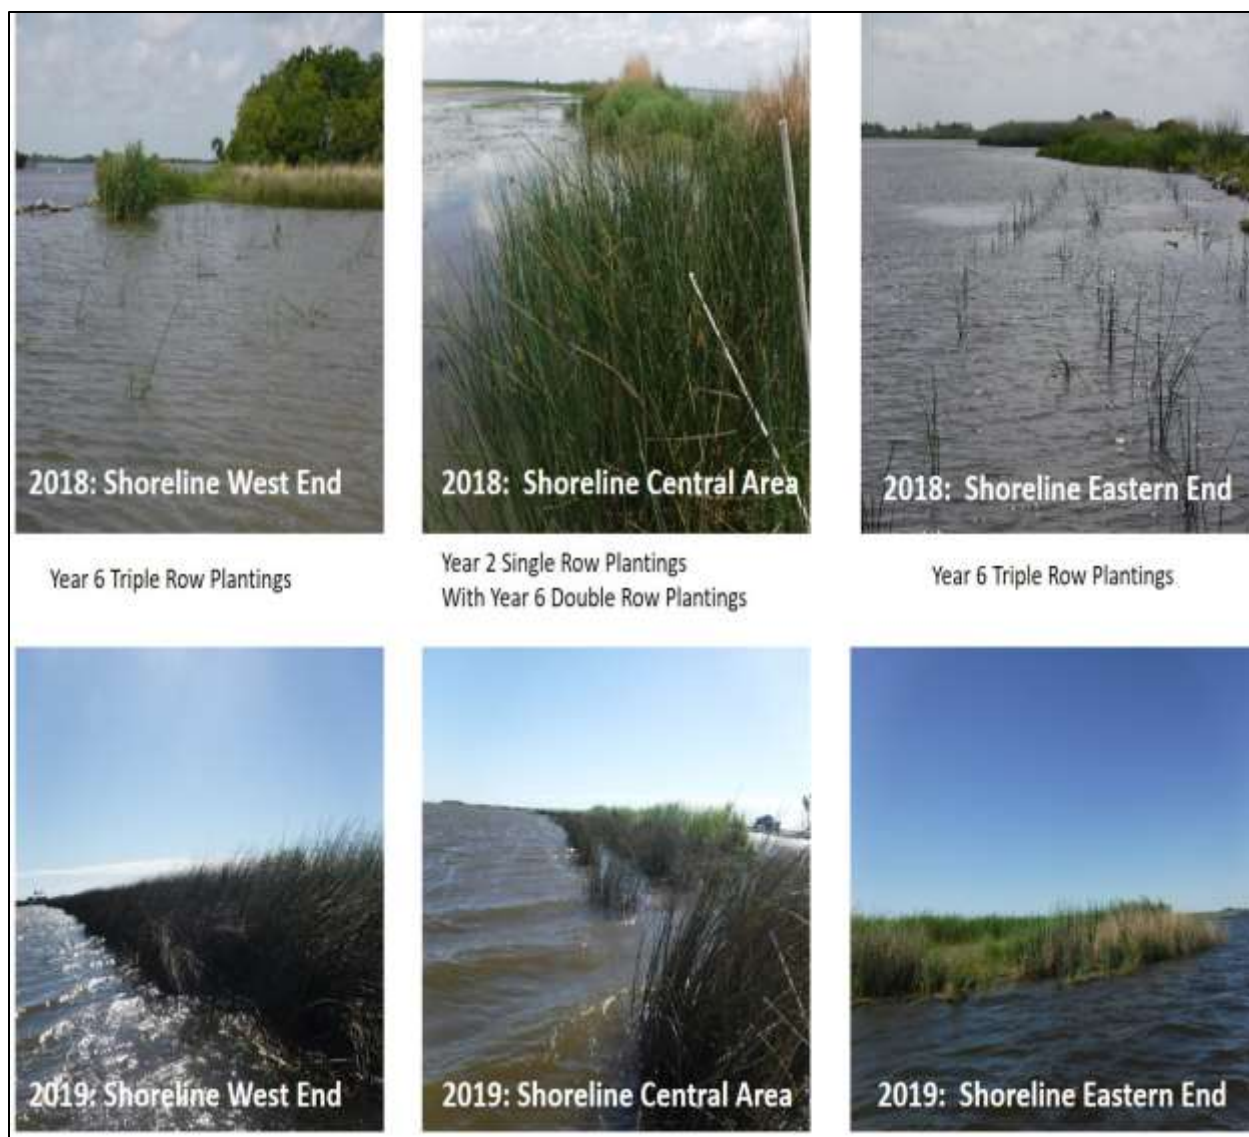 2018: Shoreline West End
2018: Shoreline Central Area
2018: Shoreline Eastern End
Year 6 Triple Row Plantings
Year 2 Single Row Plantings
With Year 6 Double Row Plantings
Year 6 Triple Row Plantings
2019: Shoreline West End
2019: Shoreline Central Area
2019: Shoreline Eastern End